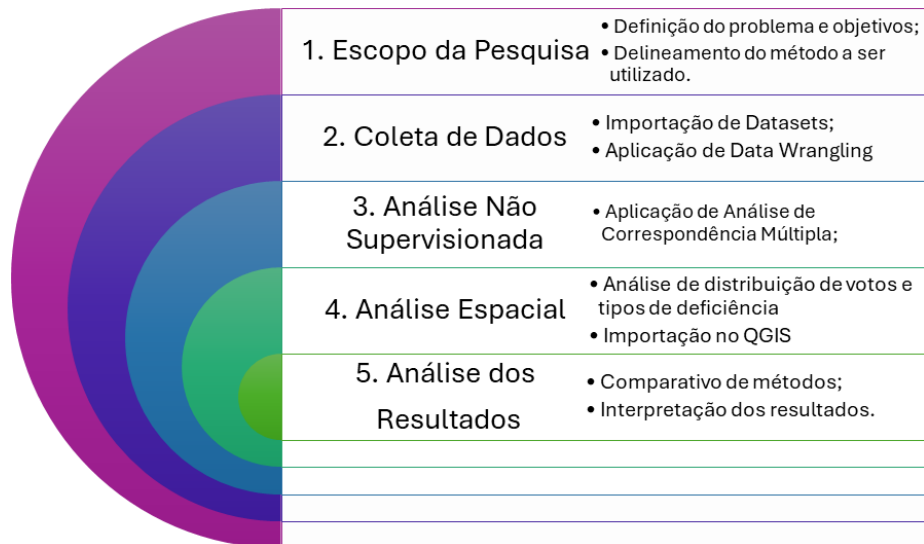 1. Escopo da Pesquisa
• Definição do problema e objetivos;
• Delineamento do método a ser
utilizado.
2. Coleta de Dados
• Importação de Datasets;
• Aplicação de Data Wrangling
3. Análise Não
Supervisionada
• Aplicação de Análise de
Correspondência Múltipla;
4. Análise Espacial
• Análise de distribuição de votos e
tipos de deficiência
• Importação no QGIS
5. Análise dos
Resultados
• Comparativo de métodos;
• Interpretação dos resultados.